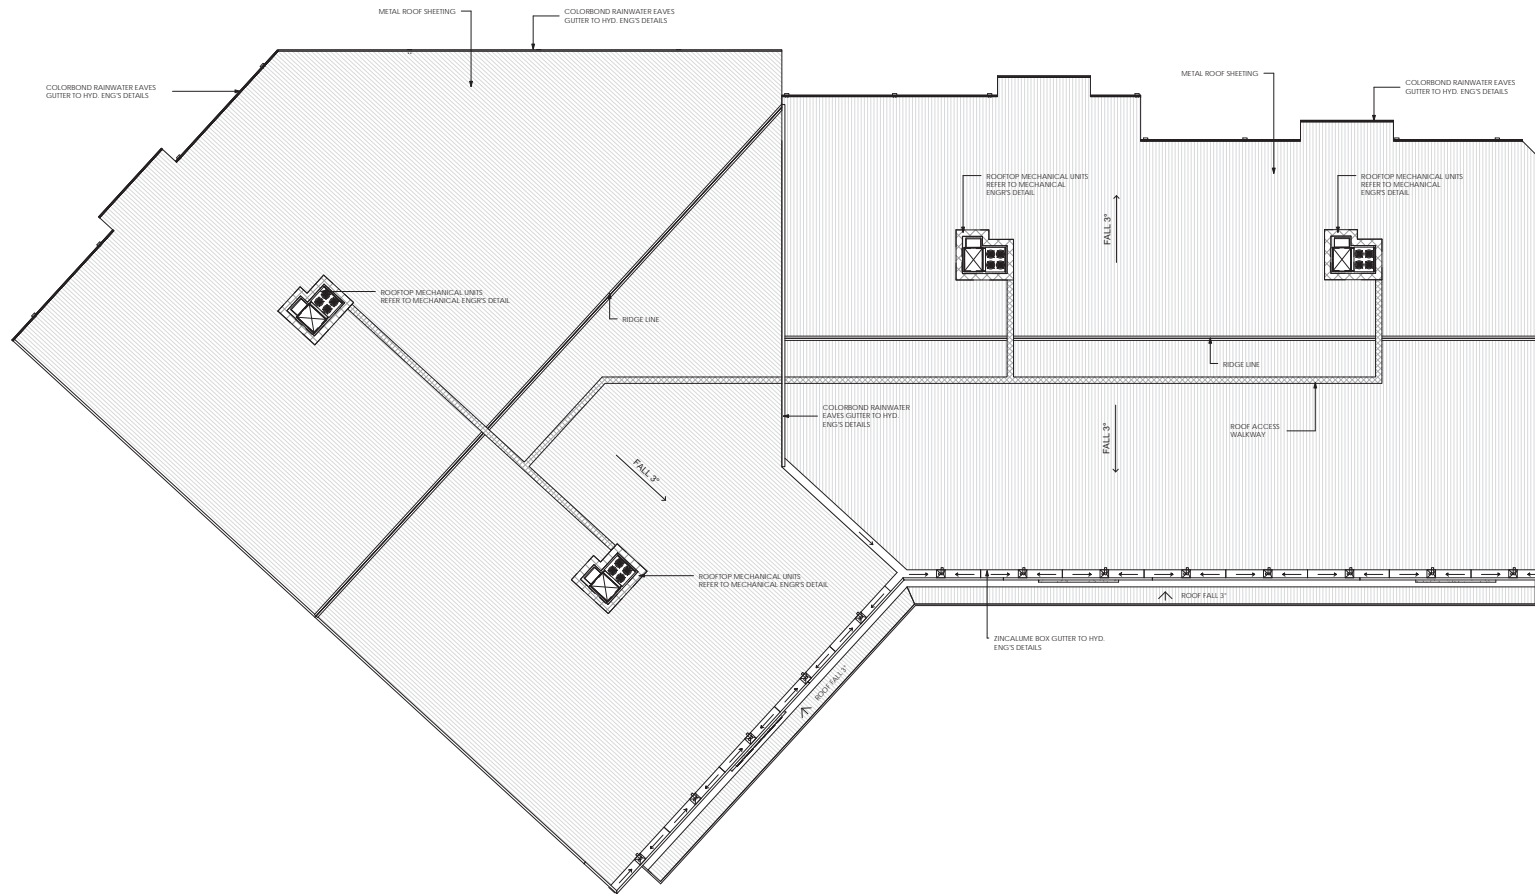 METAL ROOF SHEETING
COLORBOND RAINWATER EAVES
GUTTER TO HYD. ENG'S DETAILS
COLORBOND RAINWATER EAVES
GUTTER TO HYD. ENG'S DETAILS
METAL ROOF SHEETING
COLORBOND RAINWATER EAVES
GUTTER TO HYD. ENG'S DETAILS
ROOFTOP MECHANICAL UNITS
REFER TO MECHANICAL
ENGR'S DETAIL
ROOFTOP MECHANICAL UNITS
REFER TO MECHANICAL
ENGR'S DETAIL
FALL 3°
ROOFTOP MECHANICAL UNITS
REFER TO MECHANICAL ENGR'S DETAIL
RIDGE LINE
RIDGE LINE
COLORBOND RAINWATER
EAVES GUTTER TO HYD.
ENG'S DETAILS
FALL 3°
ROOF ACCESS
WALKWAY
FALL 3°
ROOFTOP MECHANICAL UNITS
REFER TO MECHANICAL ENGR'S DETAIL
ROOF FALL 3°
ZINCALUME BOX GUTTER TO HYD.
ENG'S DETAILS
ROOF FALL 3°